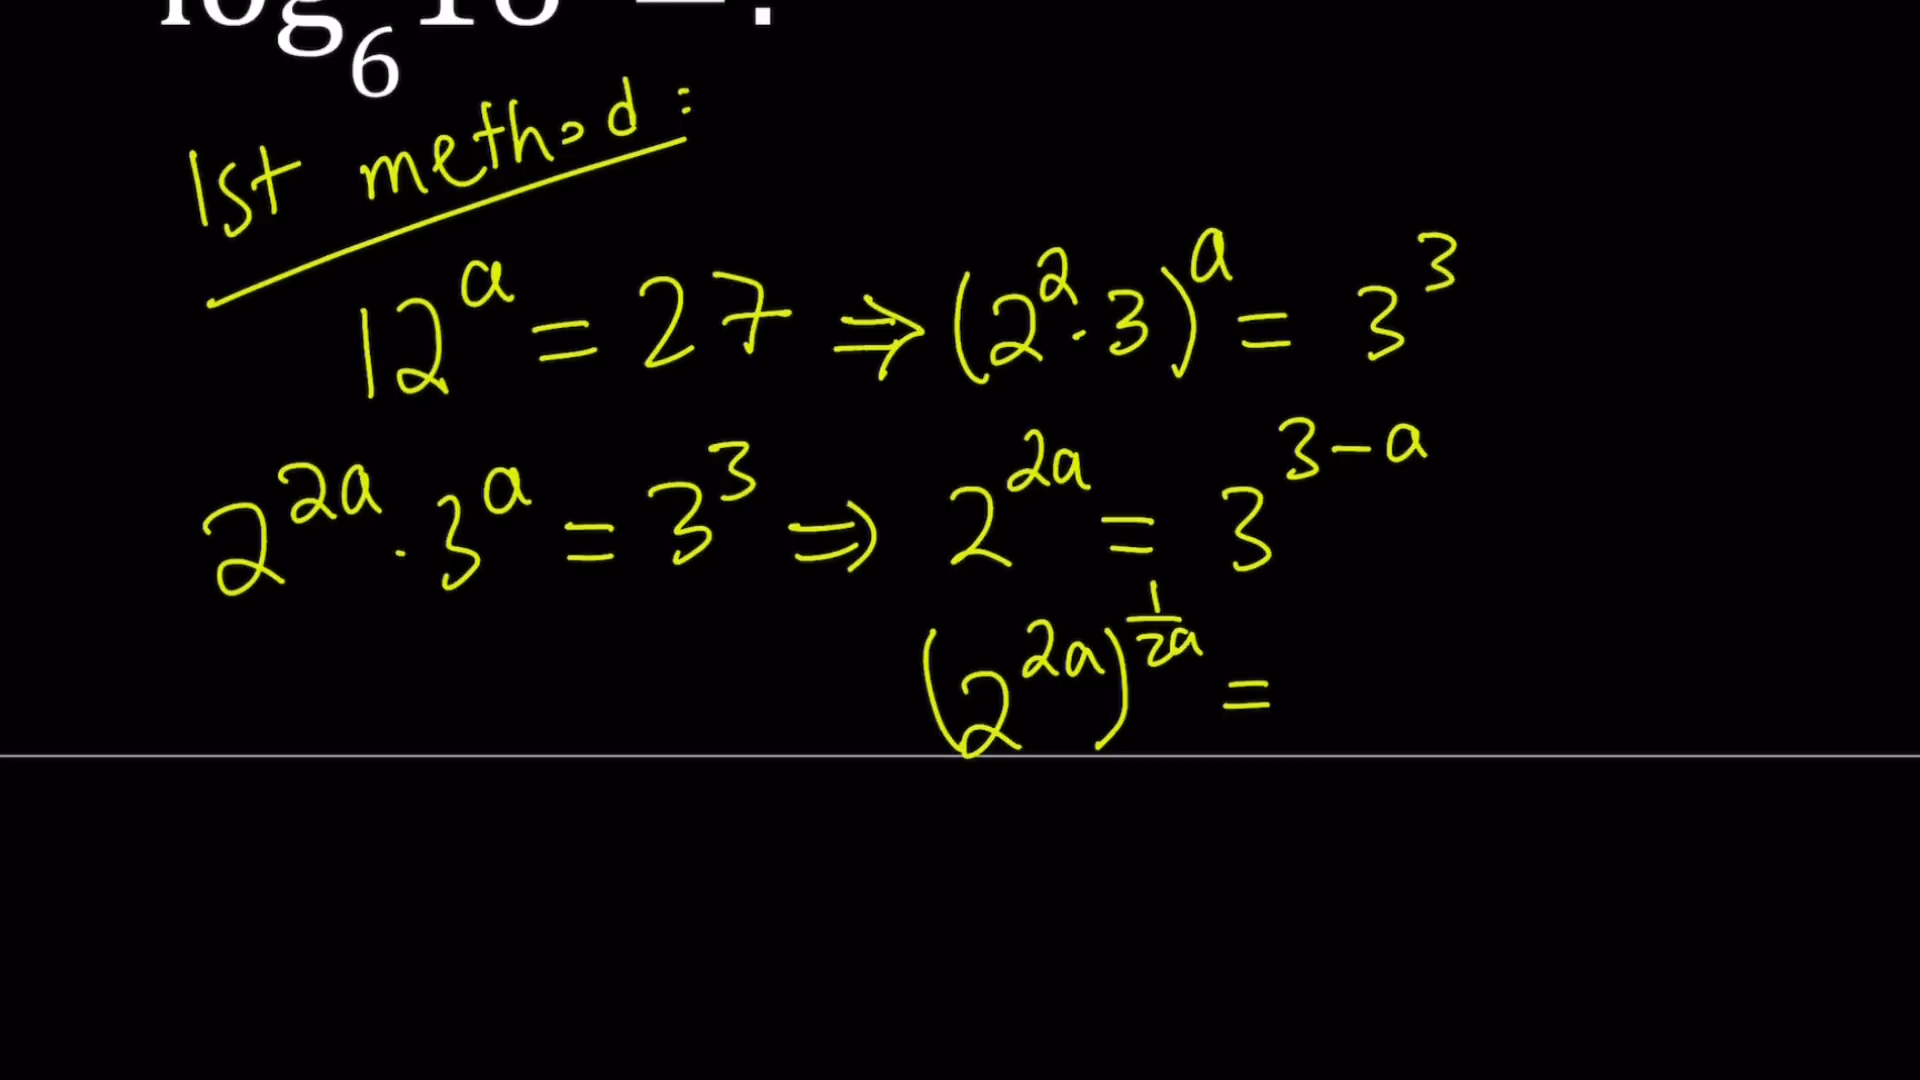 log₆16 = ?
1st method:
12^a = 27 ⇒ (2^2·3)^a = 3^3
2^{2a}·3^a = 3^3 ⇒ 2^{2a} = 3^{3-a}
(2^{2a})^{1/2a} =